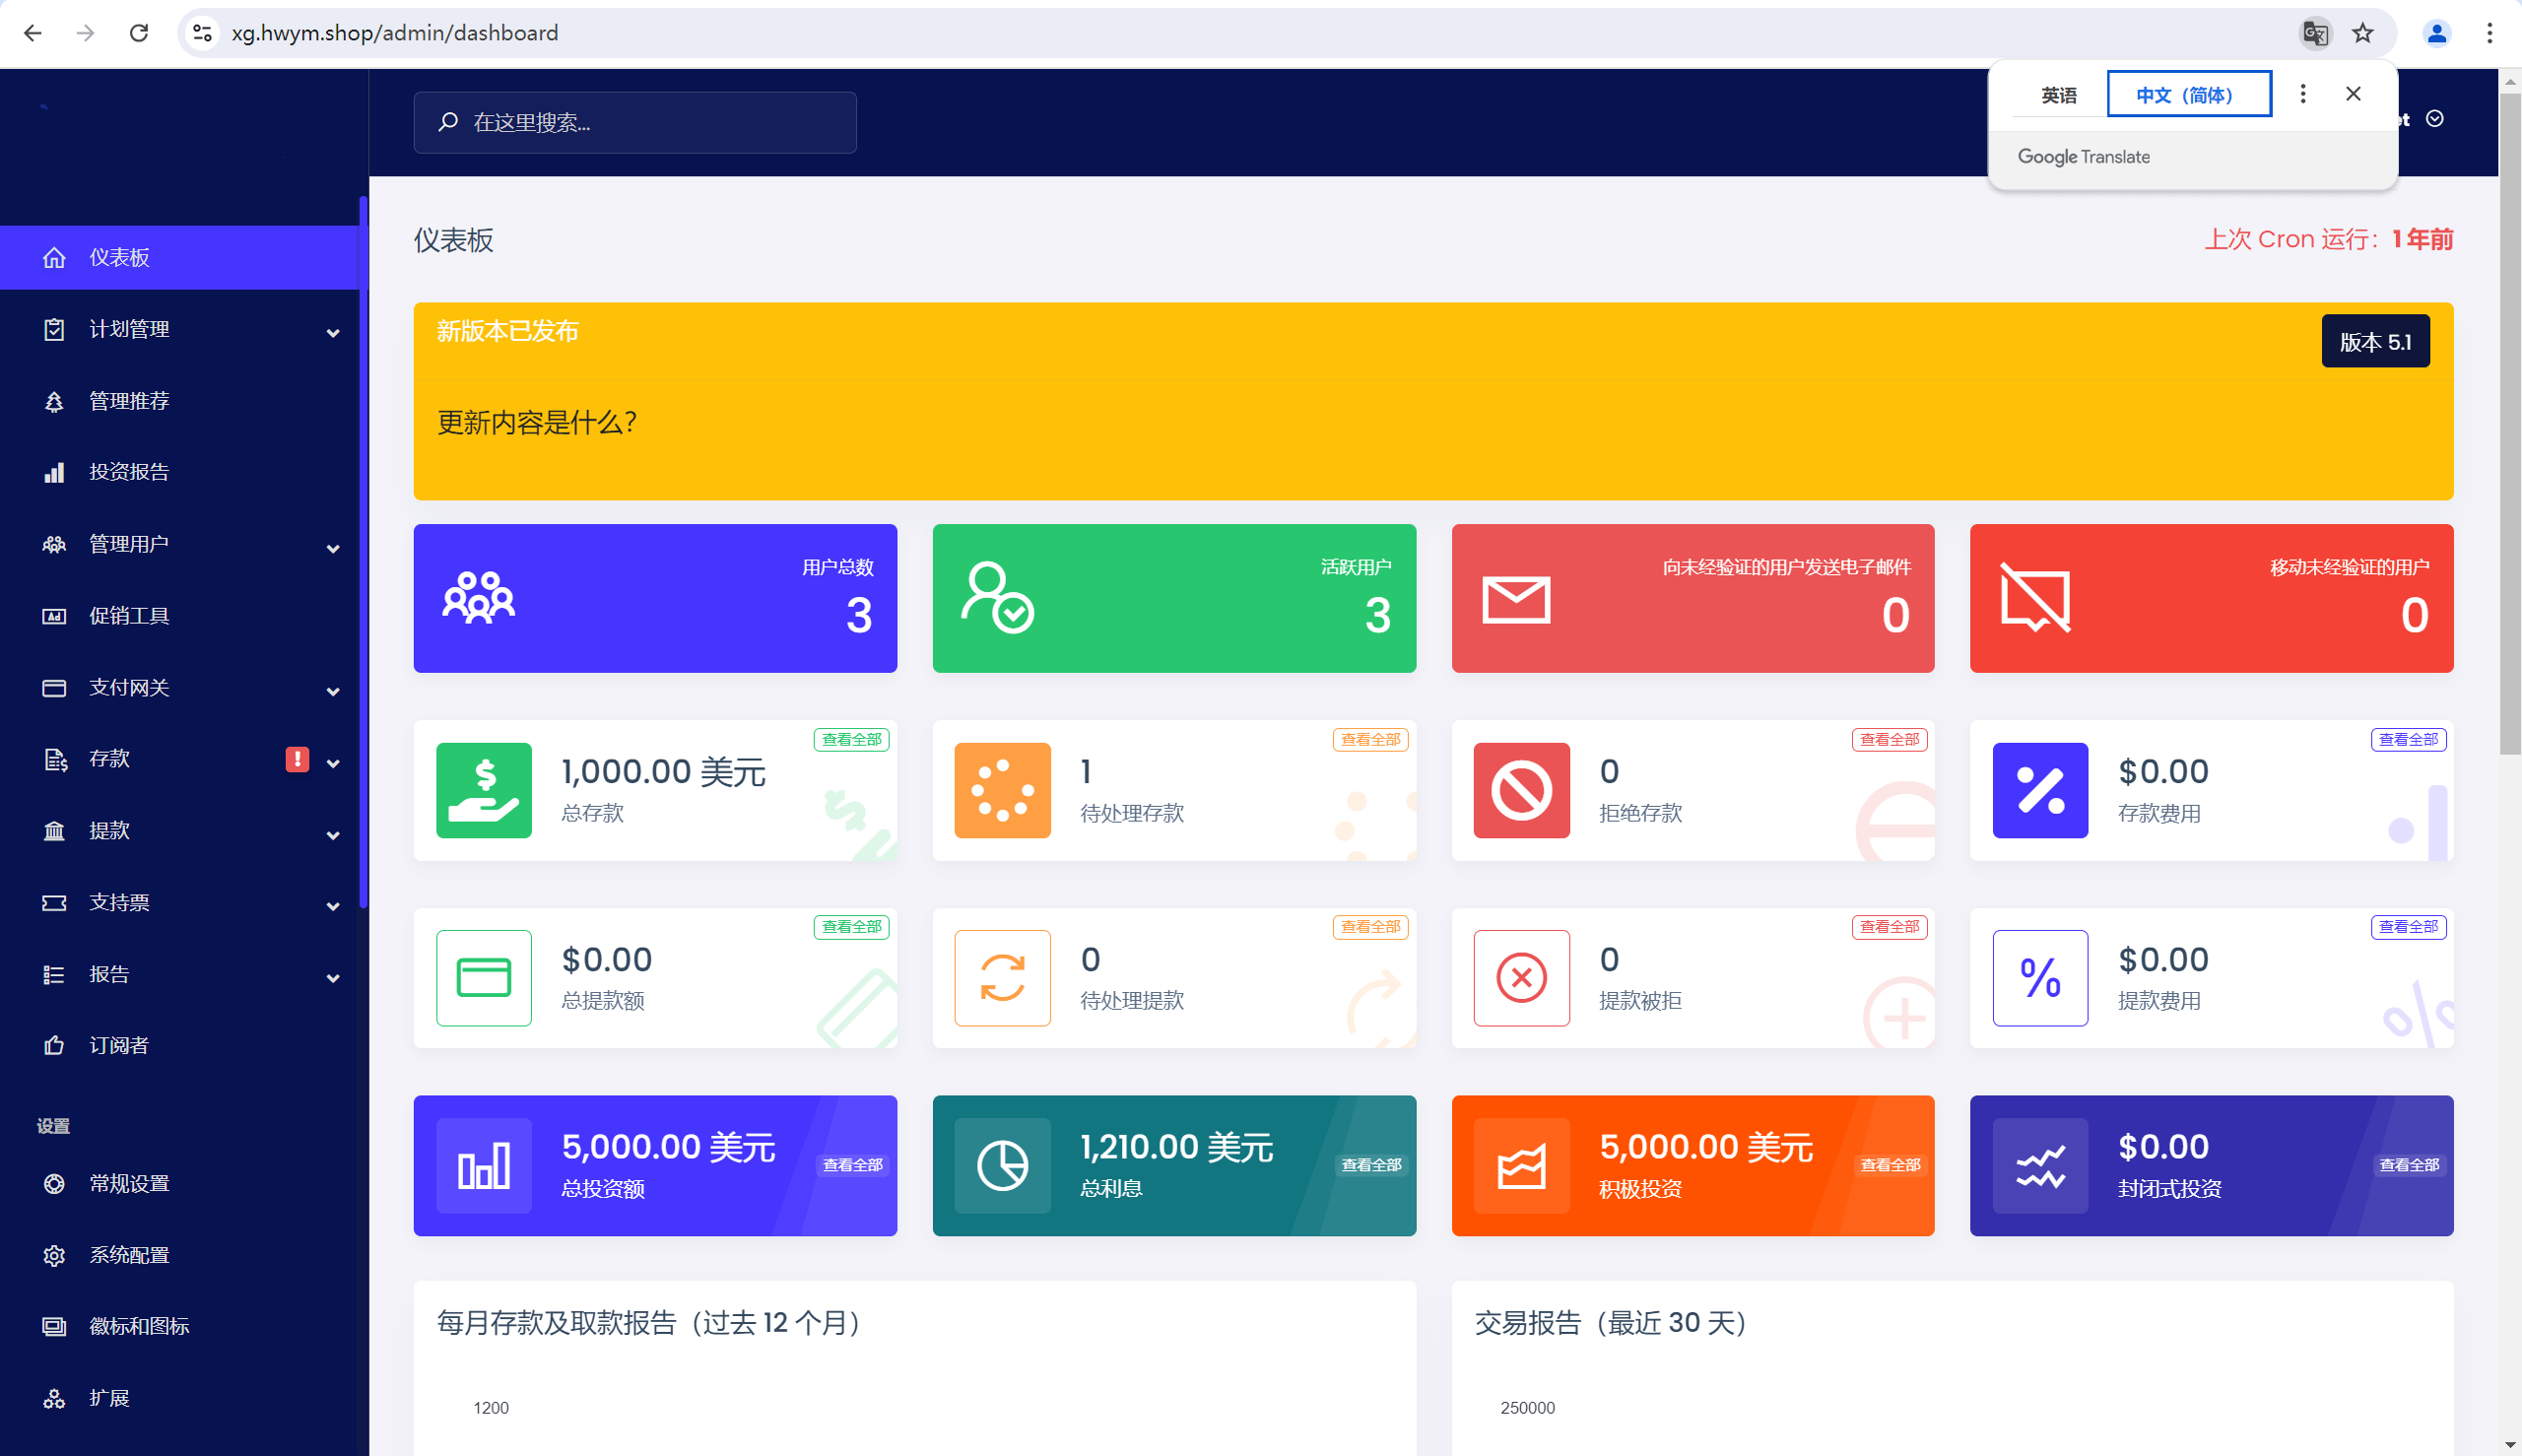 xg.hwym.shop/admin/dashboard
英语
中文（简体）
Google Translate
在这里搜索...
仪表板
计划管理
管理推荐
投资报告
管理用户
促销工具
支付网关
存款
提款
支持票
报告
订阅者
设置
常规设置
系统配置
徽标和图标
扩展
仪表板
上次 Cron 运行：1 年前
新版本已发布
版本 5.1
更新内容是什么？
用户总数
3
活跃用户
3
向未经验证的用户发送电子邮件
0
移动未经验证的用户
0
查看全部
1,000.00 美元
总存款
查看全部
1
待处理存款
查看全部
0
拒绝存款
查看全部
$0.00
存款费用
查看全部
$0.00
总提款额
查看全部
0
待处理提款
查看全部
0
提款被拒
查看全部
$0.00
提款费用
5,000.00 美元
总投资额
查看全部
1,210.00 美元
总利息
查看全部
5,000.00 美元
积极投资
查看全部
$0.00
封闭式投资
查看全部
每月存款及取款报告（过去 12 个月）
1200
交易报告（最近 30 天）
250000